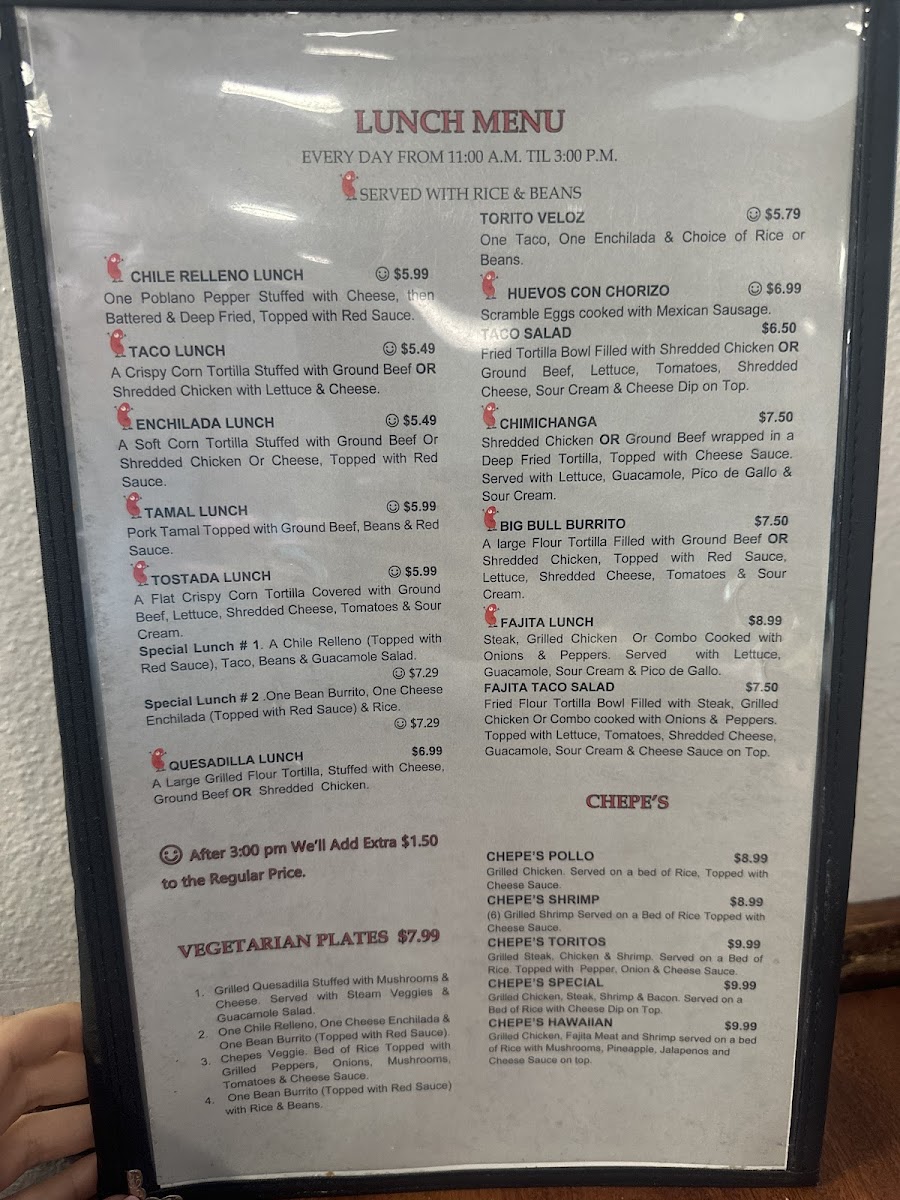 LUNCH MENU
EVERY DAY FROM 11:00 A.M. TIL 3:00 P.M.
SERVED WITH RICE & BEANS
CHILE RELLENO LUNCH ☺ $5.99
One Poblano Pepper Stuffed with Cheese, then
Battered & Deep Fried, Topped with Red Sauce.
TACO LUNCH ☺ $5.49
A Crispy Corn Tortilla Stuffed with Ground Beef OR
Shredded Chicken with Lettuce & Cheese.
ENCHILADA LUNCH ☺ $5.49
A Soft Corn Tortilla Stuffed with Ground Beef Or
Shredded Chicken Or Cheese, Topped with Red
Sauce.
TAMAL LUNCH ☺ $5.99
Pork Tamal Topped with Ground Beef, Beans & Red
Sauce.
TOSTADA LUNCH ☺ $5.99
A Flat Crispy Corn Tortilla Covered with Ground
Beef, Lettuce, Shredded Cheese, Tomatoes & Sour
Cream.
Special Lunch # 1. A Chile Relleno (Topped with
Red Sauce), Taco, Beans & Guacamole Salad.
☺ $7.29
Special Lunch # 2 .One Bean Burrito, One Cheese
Enchilada (Topped with Red Sauce) & Rice.
☺ $7.29
QUESADILLA LUNCH $6.99
A Large Grilled Flour Tortilla, Stuffed with Cheese,
Ground Beef OR Shredded Chicken.
☺ After 3:00 pm We'll Add Extra $1.50
to the Regular Price.
VEGETARIAN PLATES $7.99
1. Grilled Quesadilla Stuffed with Mushrooms &
Cheese. Served with Steam Veggies &
Guacamole Salad.
2. One Chile Relleno, One Cheese Enchilada &
One Bean Burrito (Topped with Red Sauce).
3. Chepes Veggie. Bed of Rice Topped with
Grilled Peppers, Onions, Mushrooms,
Tomatoes & Cheese Sauce.
4. One Bean Burrito (Topped with Red Sauce)
with Rice & Beans.
TORITO VELOZ ☺ $5.79
One Taco, One Enchilada & Choice of Rice or
Beans.
HUEVOS CON CHORIZO ☺ $6.99
Scramble Eggs cooked with Mexican Sausage.
TACO SALAD $6.50
Fried Tortilla Bowl Filled with Shredded Chicken OR
Ground Beef, Lettuce, Tomatoes, Shredded
Cheese, Sour Cream & Cheese Dip on Top.
CHIMICHANGA $7.50
Shredded Chicken OR Ground Beef wrapped in a
Deep Fried Tortilla, Topped with Cheese Sauce.
Served with Lettuce, Guacamole, Pico de Gallo &
Sour Cream.
BIG BULL BURRITO $7.50
A large Flour Tortilla Filled with Ground Beef OR
Shredded Chicken, Topped with Red Sauce,
Lettuce, Shredded Cheese, Tomatoes & Sour
Cream.
FAJITA LUNCH $8.99
Steak, Grilled Chicken Or Combo Cooked with
Onions & Peppers. Served with Lettuce,
Guacamole, Sour Cream & Pico de Gallo.
FAJITA TACO SALAD $7.50
Fried Flour Tortilla Bowl Filled with Steak, Grilled
Chicken Or Combo cooked with Onions & Peppers.
Topped with Lettuce, Tomatoes, Shredded Cheese,
Guacamole, Sour Cream & Cheese Sauce on Top.
CHEPE'S
CHEPE'S POLLO $8.99
Grilled Chicken. Served on a bed of Rice, Topped with
Cheese Sauce.
CHEPE'S SHRIMP $8.99
(6) Grilled Shrimp Served on a Bed of Rice Topped with
Cheese Sauce.
CHEPE'S TORITOS $9.99
Grilled Steak, Chicken & Shrimp. Served on a Bed of
Rice. Topped with Pepper, Onion & Cheese Sauce.
CHEPE'S SPECIAL $9.99
Grilled Chicken, Steak, Shrimp & Bacon. Served on a
Bed of Rice with Cheese Dip on Top.
CHEPE'S HAWAIIAN $9.99
Grilled Chicken, Fajita Meat and Shrimp served on a bed
of Rice with Mushrooms, Pineapple, Jalapenos and
Cheese Sauce on top.